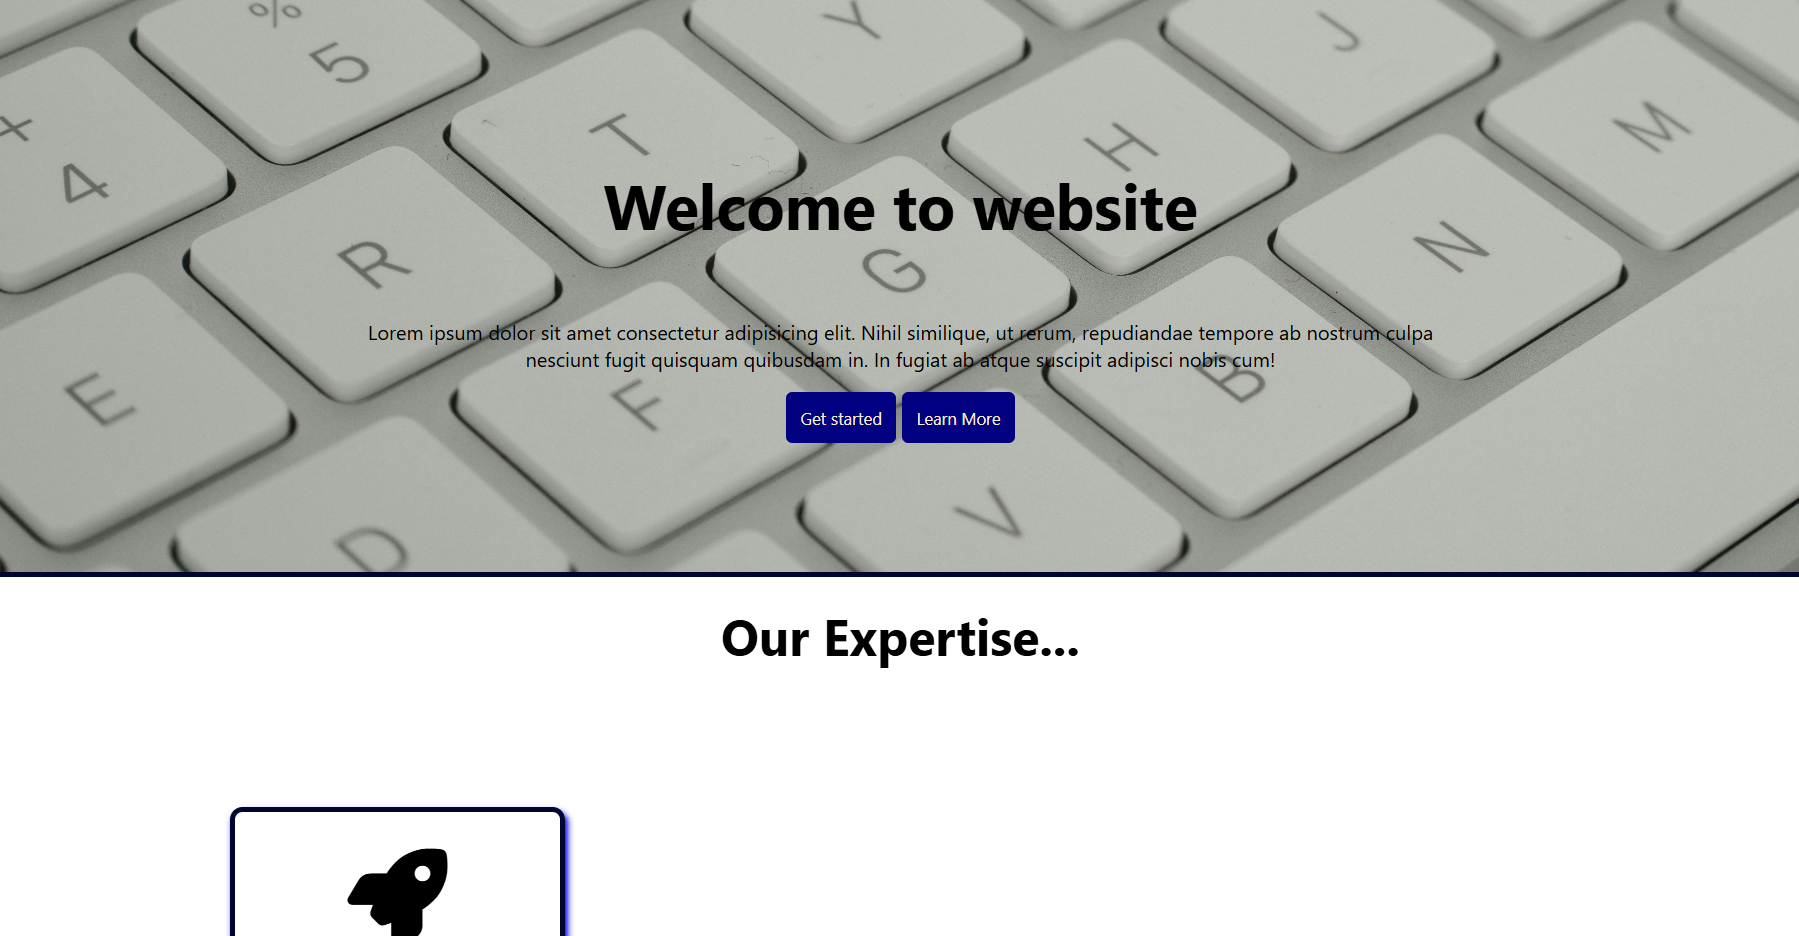 %
5
Y
J
+
4
T
H
M
Welcome to website
R
G
N
Lorem ipsum dolor sit amet consectetur adipisicing elit. Nihil similique, ut rerum, repudiandae tempore ab nostrum culpa
nesciunt fugit quisquam quibusdam in. In fugiat ab atque suscipit adipisci nobis cum!
E
F
B
Get started Learn More
D
V
Our Expertise...